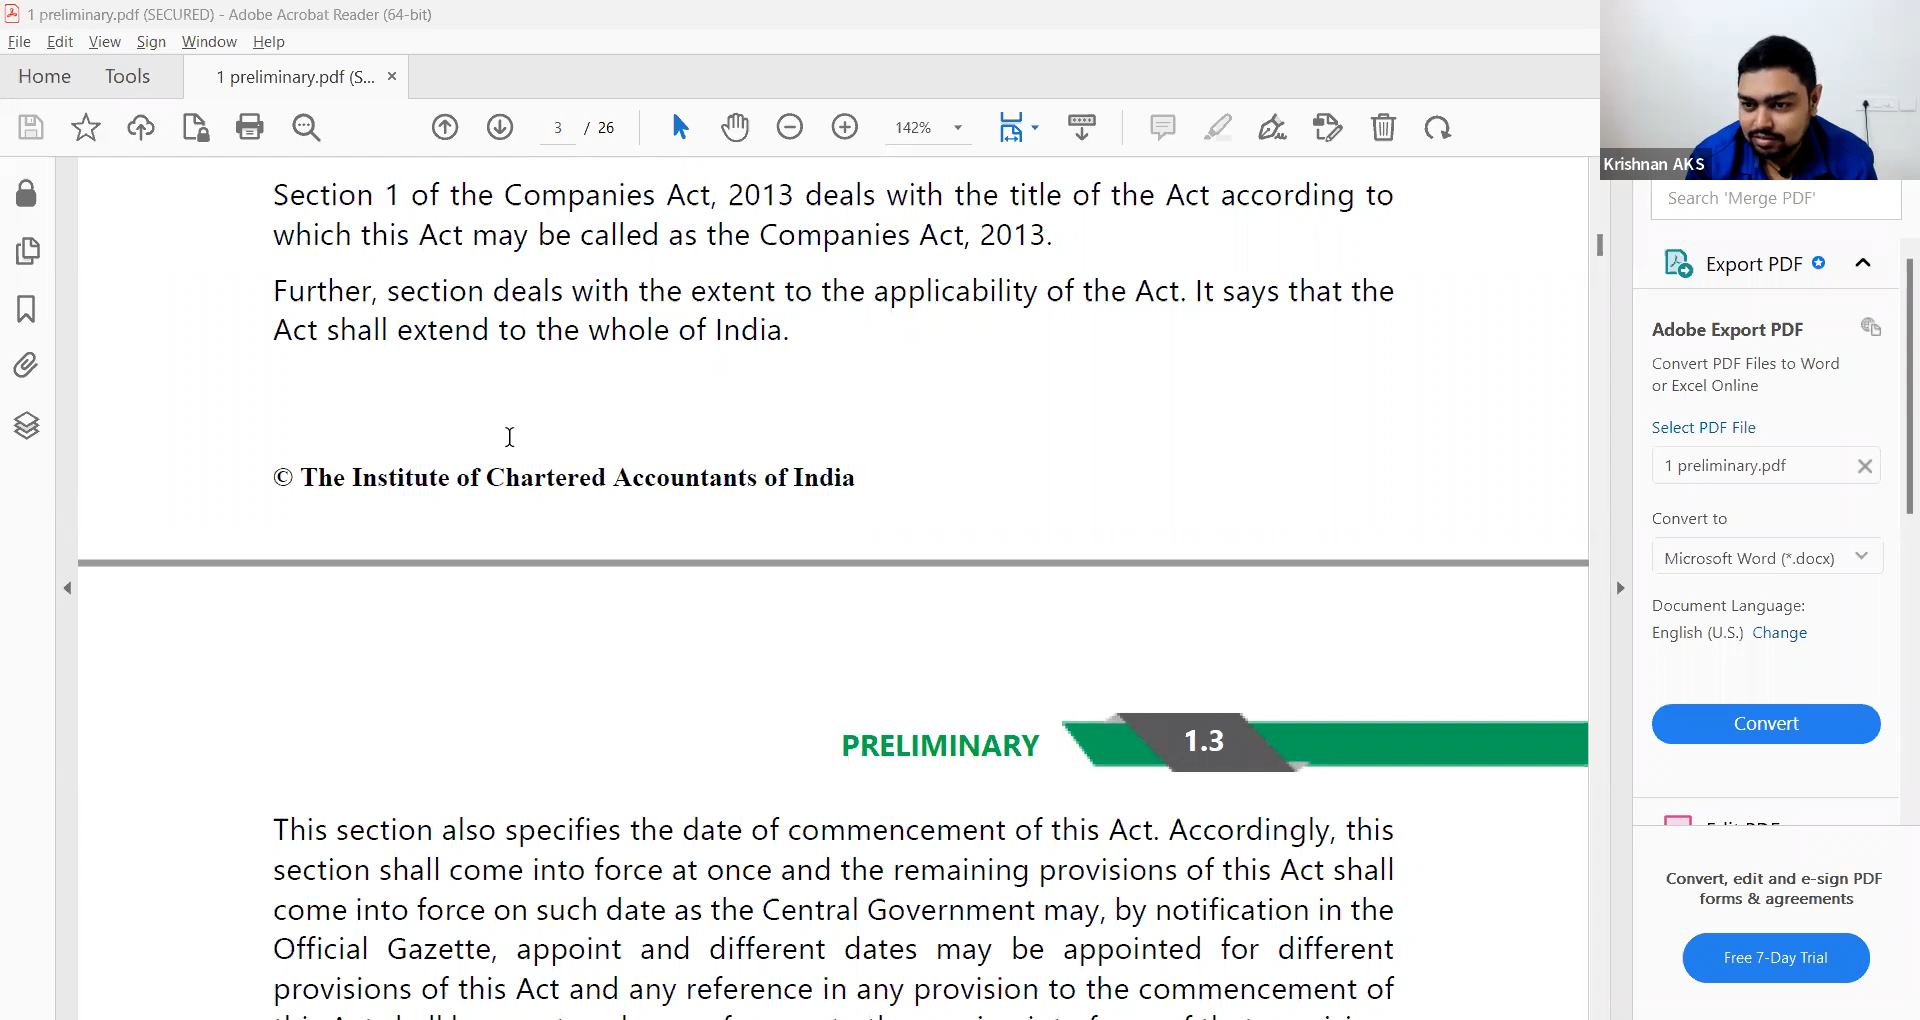 1 preliminary.pdf (SECURED) - Adobe Acrobat Reader (64-bit)
File Edit View Sign Window Help
Home Tools 1 preliminary.pdf (S... ×
3 / 26 142%
Krishnan AKS
Search 'Merge PDF'
Section 1 of the Companies Act, 2013 deals with the title of the Act according to
which this Act may be called as the Companies Act, 2013.
Further, section deals with the extent to the applicability of the Act. It says that the
Act shall extend to the whole of India.
© The Institute of Chartered Accountants of India
PRELIMINARY 1.3
This section also specifies the date of commencement of this Act. Accordingly, this
section shall come into force at once and the remaining provisions of this Act shall
come into force on such date as the Central Government may, by notification in the
Official Gazette, appoint and different dates may be appointed for different
provisions of this Act and any reference in any provision to the commencement of
Export PDF
Adobe Export PDF
Convert PDF Files to Word
or Excel Online
Select PDF File
1 preliminary.pdf
Convert to
Microsoft Word (*.docx)
Document Language:
English (U.S.) Change
Convert
Edit PDF
Convert, edit and e-sign PDF
forms & agreements
Free 7-Day Trial